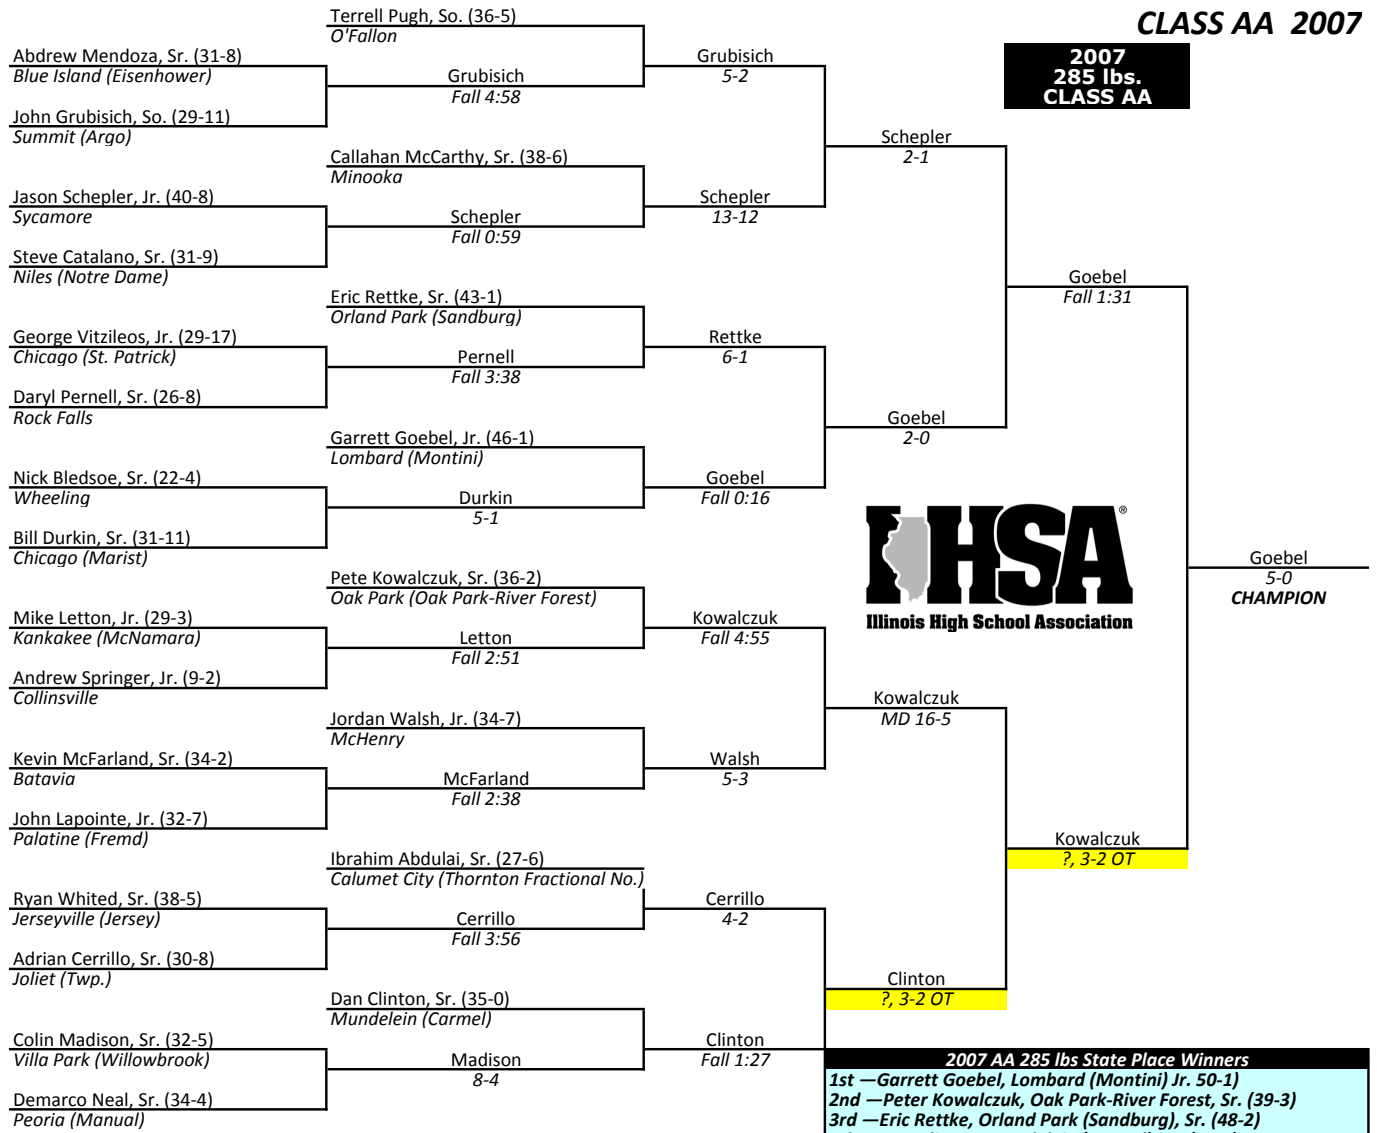 CLASS AA  2007
2007
285 lbs.
CLASS AA
Abdrew Mendoza, Sr. (31-8)
Blue Island (Eisenhower)
John Grubisich, So. (29-11)
Summit (Argo)
Jason Schepler, Jr. (40-8)
Sycamore
Steve Catalano, Sr. (31-9)
Niles (Notre Dame)
George Vitzileos, Jr. (29-17)
Chicago (St. Patrick)
Daryl Pernell, Sr. (26-8)
Rock Falls
Nick Bledsoe, Sr. (22-4)
Wheeling
Bill Durkin, Sr. (31-11)
Chicago (Marist)
Mike Letton, Jr. (29-3)
Kankakee (McNamara)
Andrew Springer, Jr. (9-2)
Collinsville
Kevin McFarland, Sr. (34-2)
Batavia
John Lapointe, Jr. (32-7)
Palatine (Fremd)
Ryan Whited, Sr. (38-5)
Jerseyville (Jersey)
Adrian Cerrillo, Sr. (30-8)
Joliet (Twp.)
Colin Madison, Sr. (32-5)
Villa Park (Willowbrook)
Demarco Neal, Sr. (34-4)
Peoria (Manual)
Terrell Pugh, So. (36-5)
O'Fallon
Grubisich
Fall 4:58
Callahan McCarthy, Sr. (38-6)
Minooka
Schepler
Fall 0:59
Eric Rettke, Sr. (43-1)
Orland Park (Sandburg)
Pernell
Fall 3:38
Garrett Goebel, Jr. (46-1)
Lombard (Montini)
Durkin
5-1
Pete Kowalczuk, Sr. (36-2)
Oak Park (Oak Park-River Forest)
Letton
Fall 2:51
Jordan Walsh, Jr. (34-7)
McHenry
McFarland
Fall 2:38
Ibrahim Abdulai, Sr. (27-6)
Calumet City (Thornton Fractional No.)
Cerrillo
Fall 3:56
Dan Clinton, Sr. (35-0)
Mundelein (Carmel)
Madison
8-4
Grubisich
5-2
Schepler
13-12
Rettke
6-1
Goebel
Fall 0:16
Kowalczuk
Fall 4:55
Walsh
5-3
Cerrillo
4-2
Clinton
Fall 1:27
Schepler
2-1
Goebel
2-0
Kowalczuk
MD 16-5
Clinton
?, 3-2 OT
Goebel
Fall 1:31
Kowalczuk
?, 3-2 OT
Goebel
5-0
CHAMPION
IHSA®
Illinois High School Association
2007 AA 285 lbs State Place Winners
1st —Garrett Goebel, Lombard (Montini) Jr. 50-1)
2nd —Peter Kowalczuk, Oak Park-River Forest, Sr. (39-3)
3rd —Eric Rettke, Orland Park (Sandburg), Sr. (48-2)